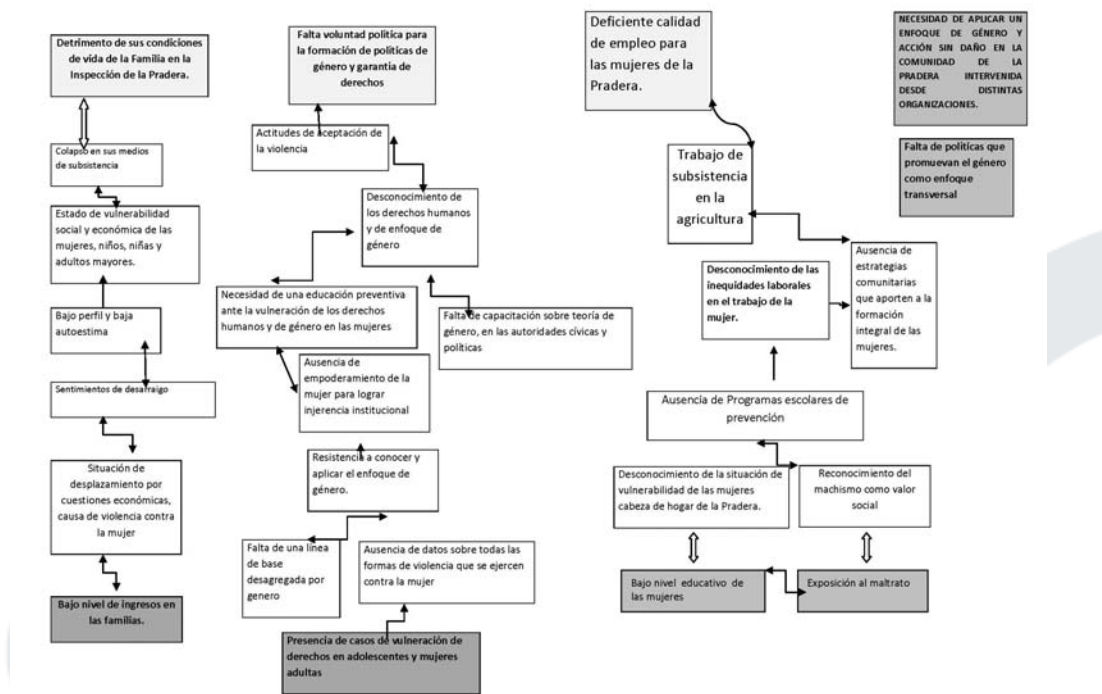 Detrimento de sus condiciones
de vida de la Familia en la
Inspección de la Pradera.
Colapso en sus medios
de subsistencia
Estado de vulnerabilidad
social y económica de las
mujeres, niños, niñas y
adultos mayores.
Bajo perfil y baja
autoestima
Sentimientos de desarraigo
Situación de
desplazamiento por
cuestiones económicas,
causa de violencia contra
la mujer
Bajo nivel de ingresos en
las familias.
Falta voluntad política para
la formación de políticas de
género y garantia de
derechos
Actitudes de aceptación de
la violencia
Desconocimiento de
los derechos humanos
y de enfoque de
género
Necesidad de una educación preventiva
ante la vulneración de los derechos
humanos y de género en las mujeres
Falta de capacitación sobre teoría de
género, en las autoridades cívicas y
políticas
Ausencia de
empoderamiento de la
mujer para lograr
injerencia institucional
Resistencia a conocer y
aplicar el enfoque de
género.
Falta de una línea de
base desagregada por
genero
Ausencia de datos sobre todas las
formas de violencia que se ejercen
contra la mujer
Presencia de casos de vulneración de
derechos en adolescentes y mujeres
adultas
Deficiente calidad
de empleo para
las mujeres de la
Pradera.
Trabajo de
subsistencia
en la
agricultura
Desconocimiento de las
inequidades laborales
en el trabajo de la
mujer.
Ausencia de
estrategias
comunitarias
que aporten a la
formación
integral de las
mujeres.
Ausencia de Programas escolares de
prevención
Desconocimiento de la situación de
vulnerabilidad de las mujeres
cabeza de hogar de la Pradera.
Reconocimiento del
machismo como valor
social
Bajo nivel educativo de
las mujeres
Exposición al maltrato
NECESIDAD DE APLICAR UN
ENFOQUE DE GÉNERO Y
ACCIÓN SIN DAÑO EN LA
COMUNIDAD DE LA
PRADERA INTERVENIDA
DESDE DISTINTAS
ORGANIZACIONES.
Falta de políticas que
promuevan el género
como enfoque
transversal